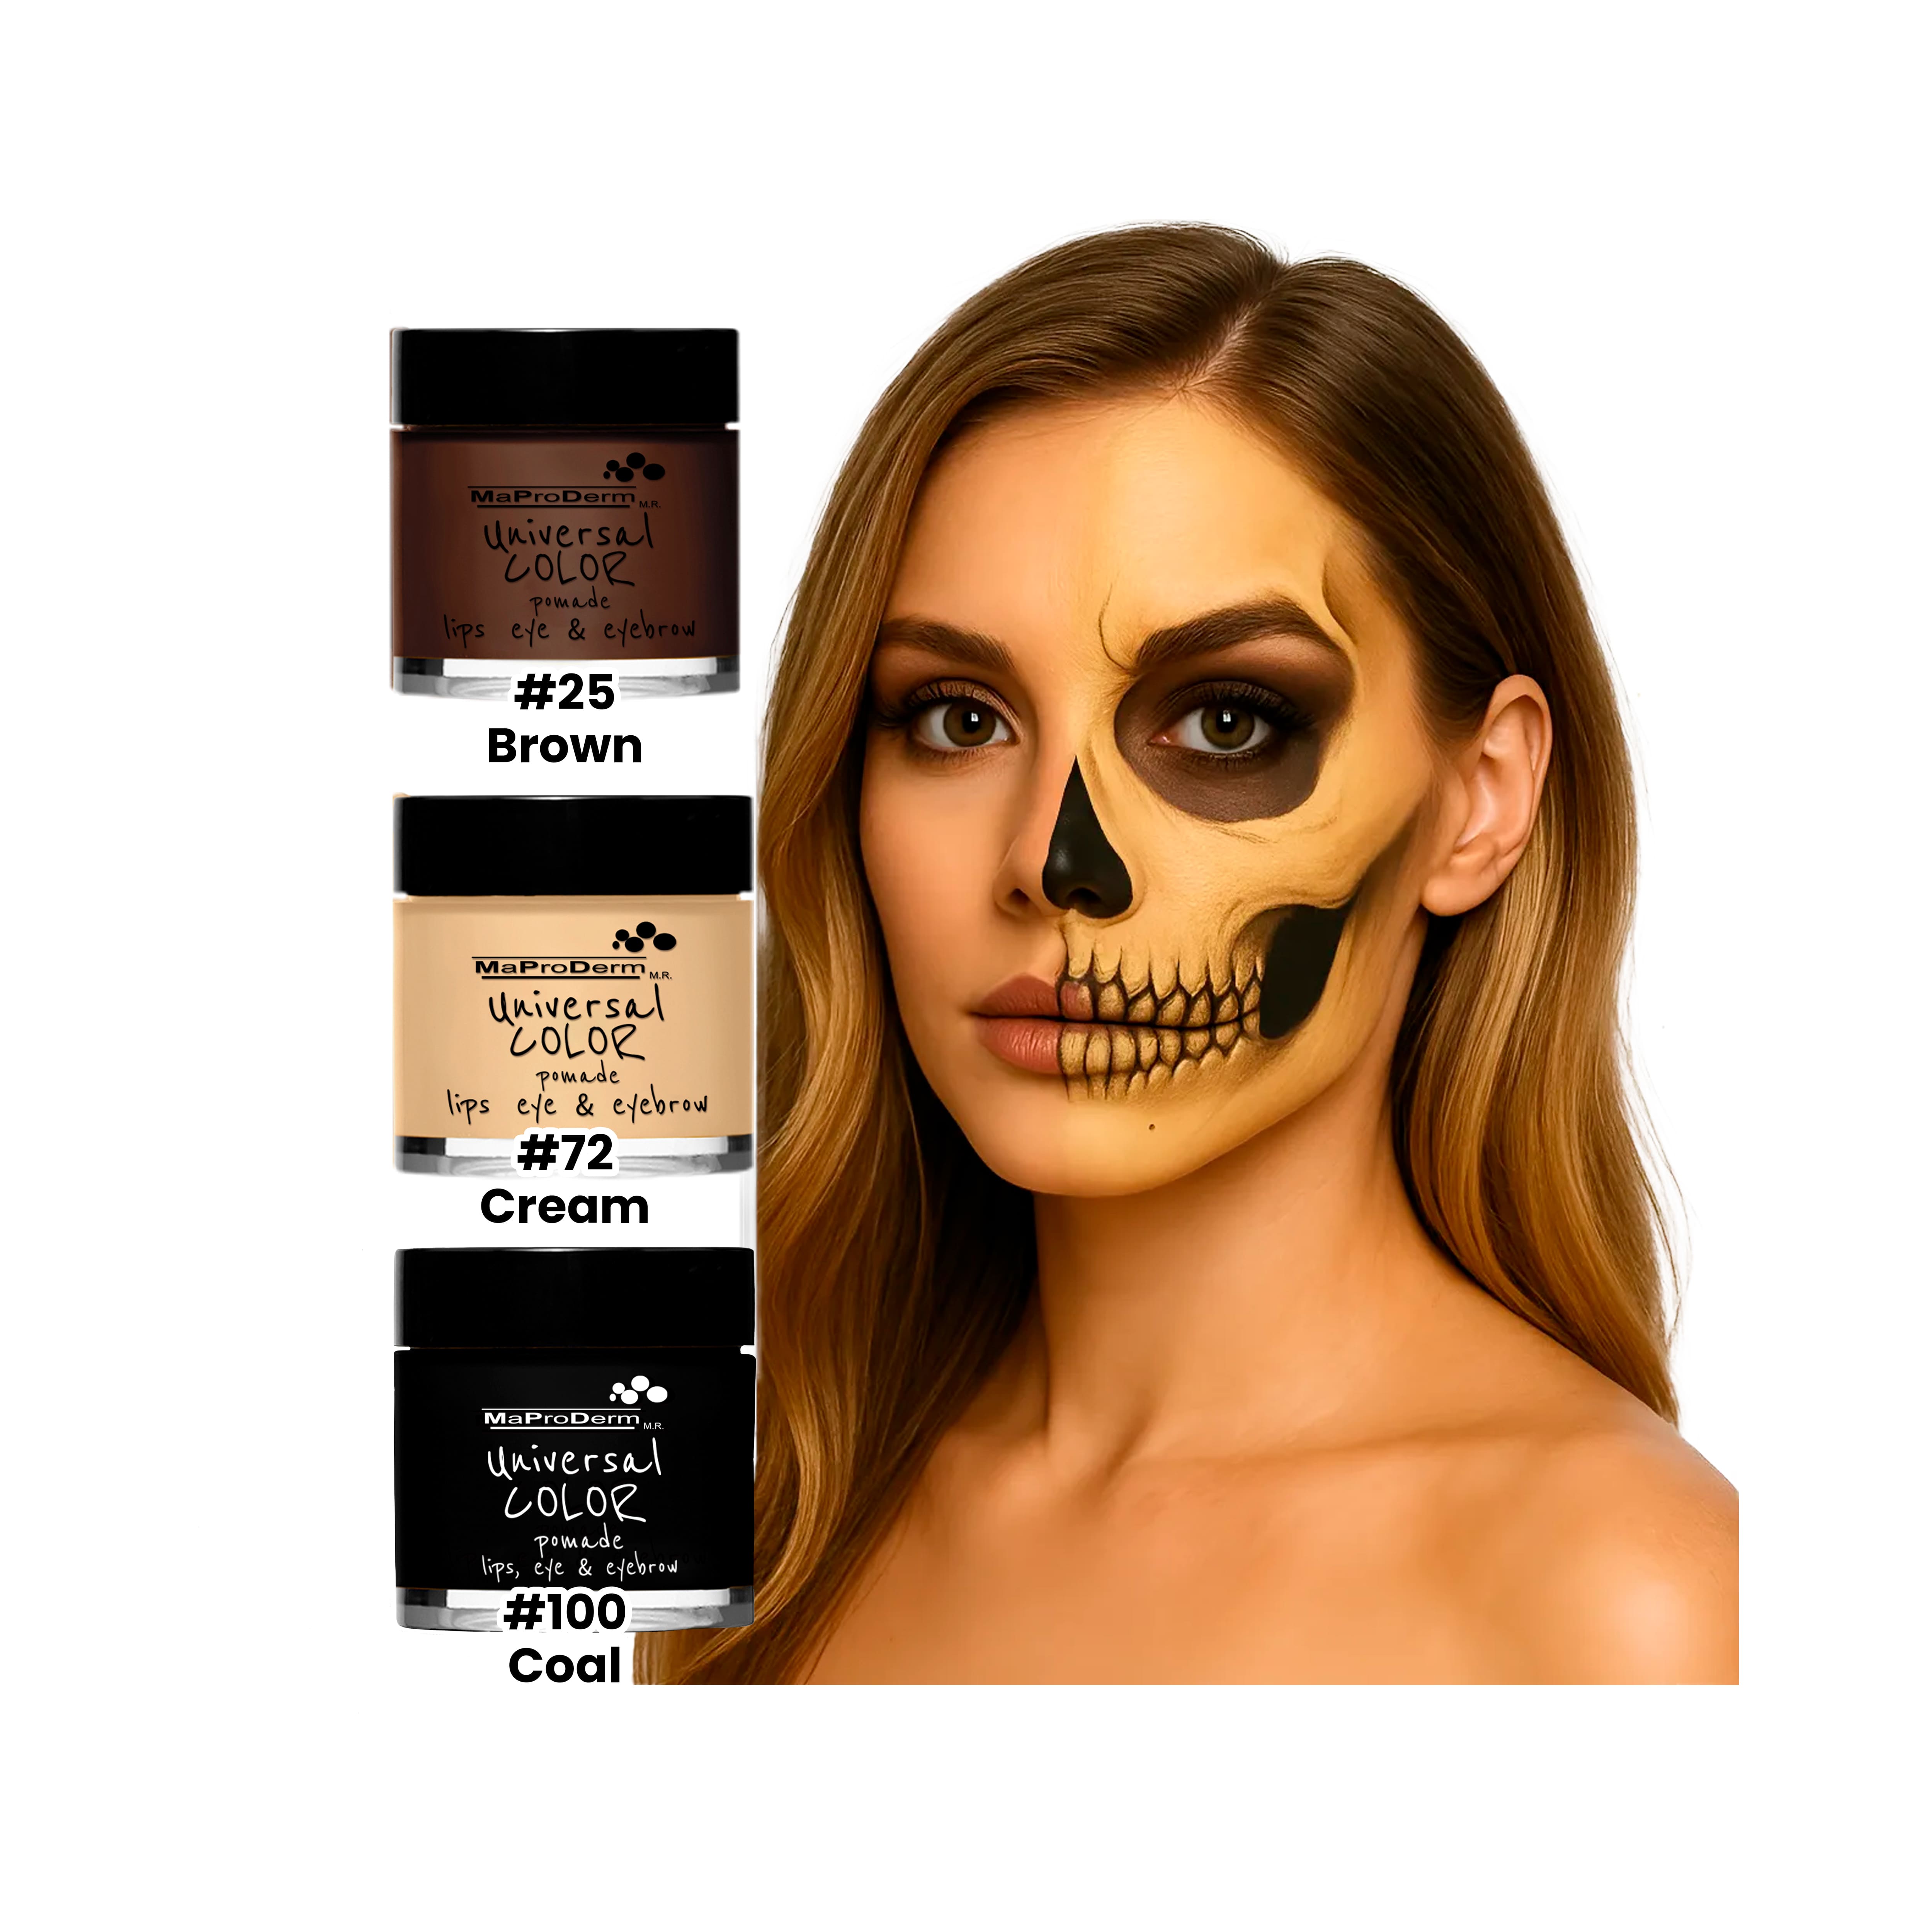 MaProDerm M.R.
Universal
COLOR
pomade
lips eye & eyebrow
#25
Brown
MaProDerm M.R.
Universal
COLOR
pomade
lips eye & eyebrow
#72
Cream
MaProDerm M.R.
Universal
COLOR
pomade
lips, eye & eyebrow
#100
Coal